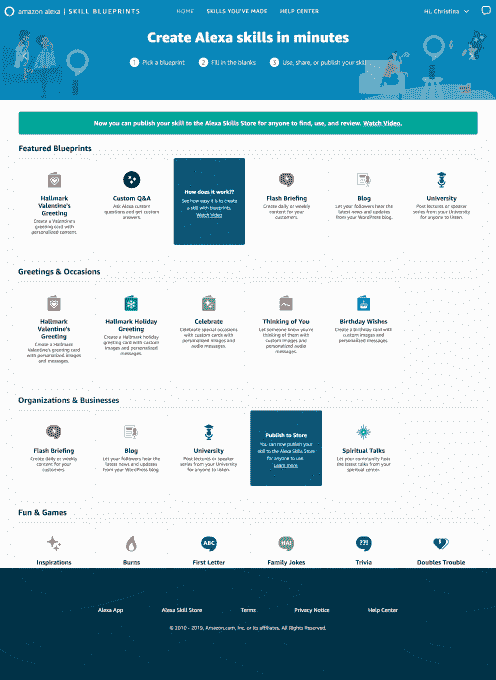 amazon alexa | SKILL BLUEPRINTS
HOME SKILLS YOU'VE MADE HELP CENTER
Hi, Christina
Create Alexa skills in minutes
1 Pick a blueprint 2 Fill in the blanks 3 Use, share, or publish your skill
Now you can publish your skill to the Alexa Skills Store for anyone to find, use, and review. Watch Video.
Featured Blueprints
Hallmark
Valentine's
Greeting
Create a Valentine's
greeting card with
personalized content.
Custom Q&A
Ask Alexa custom
questions and get custom
answers.
How does it work??
See how easy it is to create
a skill with blueprints.
Watch Video
Flash Briefing
Create daily or weekly
content for your
customers.
Blog
Let your followers hear the
latest news and updates
from your WordPress blog.
University
Post lectures or speaker
series from your University
for anyone to listen.
Greetings & Occasions
Hallmark
Valentine's
Greeting
Create a Hallmark
Valentine's greeting card
with personalized images
and messages.
Hallmark Holiday
Greeting
Create a Hallmark holiday
greeting card with custom
images and personalized
messages.
Celebrate
Celebrate special occasions
with custom cards with
personalized images and
audio messages.
Thinking of You
Let someone know you're
thinking of them with
custom images and
personalized audio
messages.
Birthday Wishes
Create a birthday card with
custom images and
personalized messages.
Organizations & Businesses
Flash Briefing
Create daily or weekly
content for your
customers.
Blog
Let your followers hear the
latest news and updates
from your WordPress blog.
University
Post lectures or speaker
series from your University
for anyone to listen.
Publish to Store
You can now publish your
skill to the Alexa Skills Store
for anyone to use.
Learn more
Spiritual Talks
Let your community hear
the latest talks from your
spiritual center.
Fun & Games
Inspirations
Burns
ABC
First Letter
HA!
Family Jokes
??!
Trivia
Doubles Trouble
Alexa App Alexa Skill Store Terms Privacy Notice Help Center
© 2010 - 2019, Amazon.com, Inc. or its affiliates. All Rights Reserved.